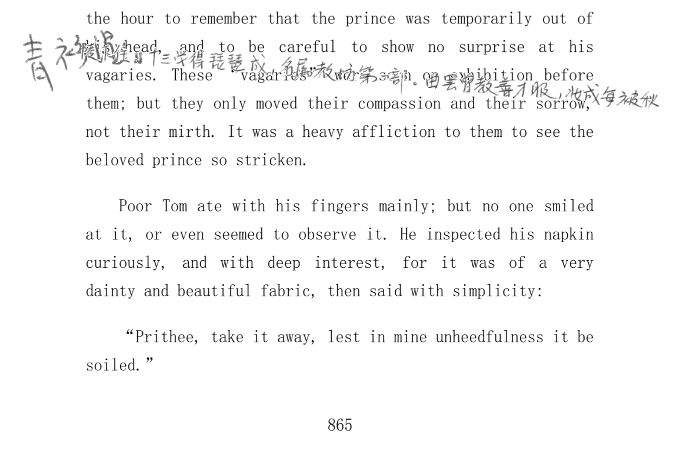 the hour to remember that the prince was temporarily out of
his head, and to be careful to show no surprise at his
青衫湿
住。十三学得琵琶成，名属教坊第一部。曲罢曾教善才服，妆成每被秋
vagaries. These “vagaries” were soon on exhibition before
them; but they only moved their compassion and their sorrow,
not their mirth. It was a heavy affliction to them to see the
beloved prince so stricken.
Poor Tom ate with his fingers mainly; but no one smiled
at it, or even seemed to observe it. He inspected his napkin
curiously, and with deep interest, for it was of a very
dainty and beautiful fabric, then said with simplicity:
“Prithee, take it away, lest in mine unheedfulness it be
soiled.”
865